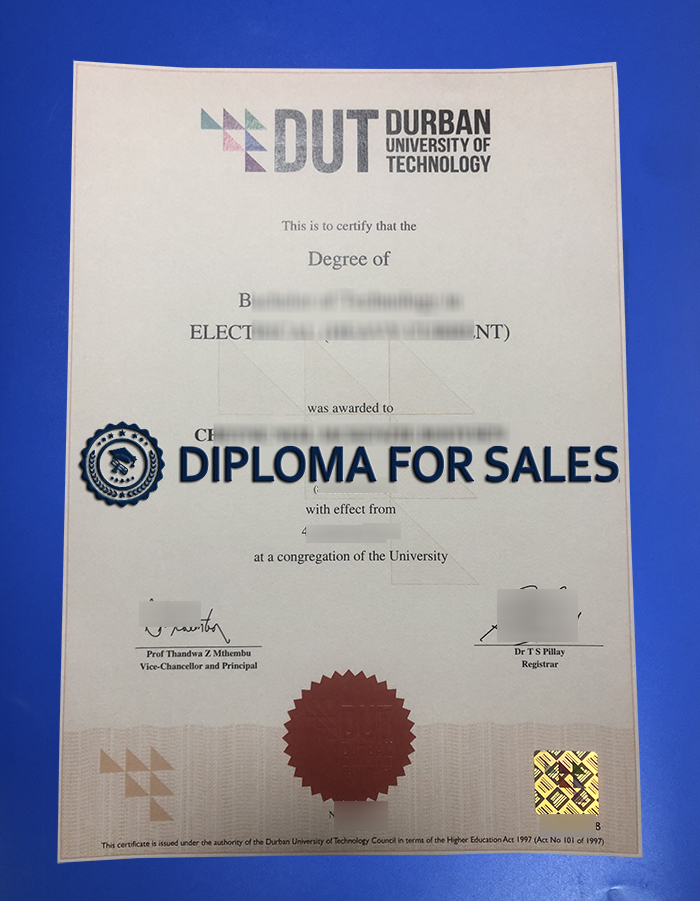 DUT DURBAN
UNIVERSITY OF
TECHNOLOGY
This is to certify that the
Degree of
was awarded to
DIPLOMA FOR SALES
with effect from
at a congregation of the University
Prof Thandwa Z Mthembu
Vice-Chancellor and Principal
Dr T S Pillay
Registrar
This certificate is issued under the authority of the Durban University of Technology Council in terms of the Higher Education Act 1997 (Act No 101 of 1997)